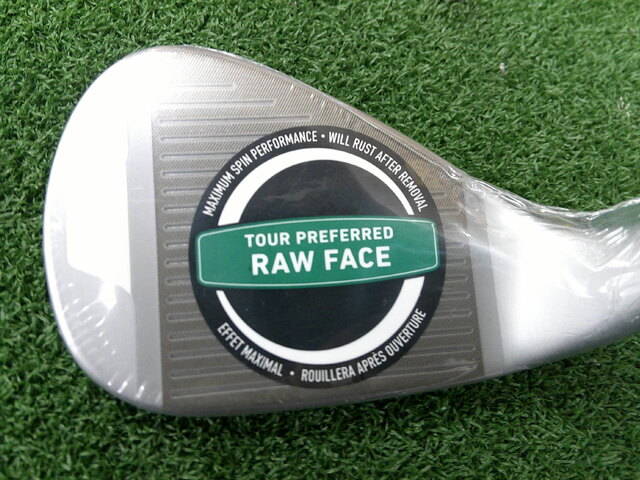 MAXIMUM SPIN PERFORMANCE • WILL RUST AFTER REMOVAL
TOUR PREFERRED
RAW FACE
EFFET MAXIMAL • ROUILLERA APRÈS OUVERTURE